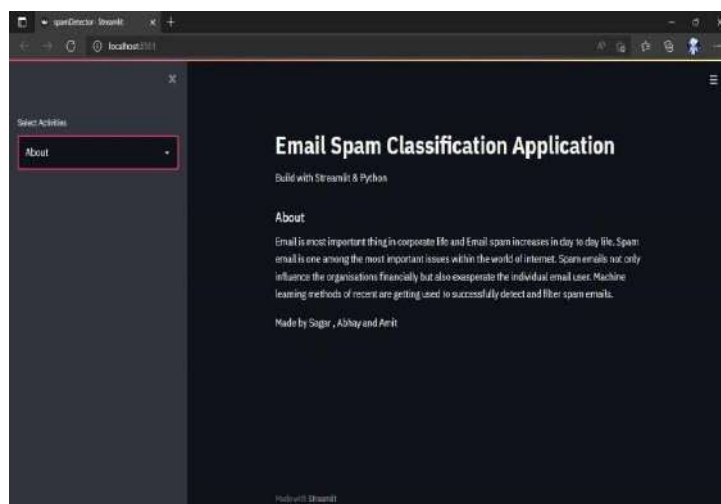 spamDetector · Streamlit
localhost:8501
Select Activities
About
Email Spam Classification Application
Build with Streamlit & Python
About
Email is most important thing in corporate life and Email spam increases in day to day life. Spam
email is one among the most important issues within the world of internet. Spam emails not only
influence the organisations financially but also exasperate the individual email user. Machine
learning methods of recent are getting used to successfully detect and filter spam emails.
Made by Sagar , Abhay and Amit
Made with Streamlit